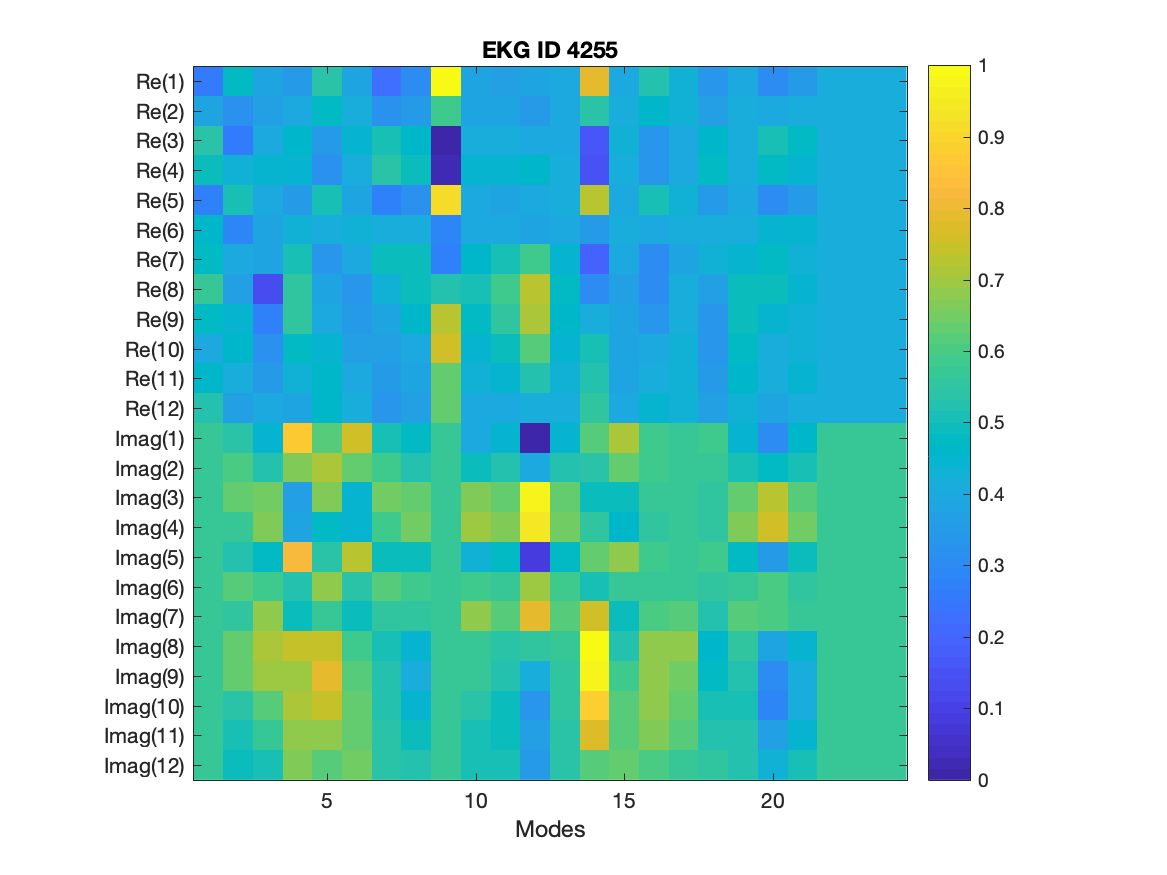 EKG ID 4255
Re(1)
Re(2)
Re(3)
Re(4)
Re(5)
Re(6)
Re(7)
Re(8)
Re(9)
Re(10)
Re(11)
Re(12)
Imag(1)
Imag(2)
Imag(3)
Imag(4)
Imag(5)
Imag(6)
Imag(7)
Imag(8)
Imag(9)
Imag(10)
Imag(11)
Imag(12)
5 10 15 20
Modes
1
0.9
0.8
0.7
0.6
0.5
0.4
0.3
0.2
0.1
0